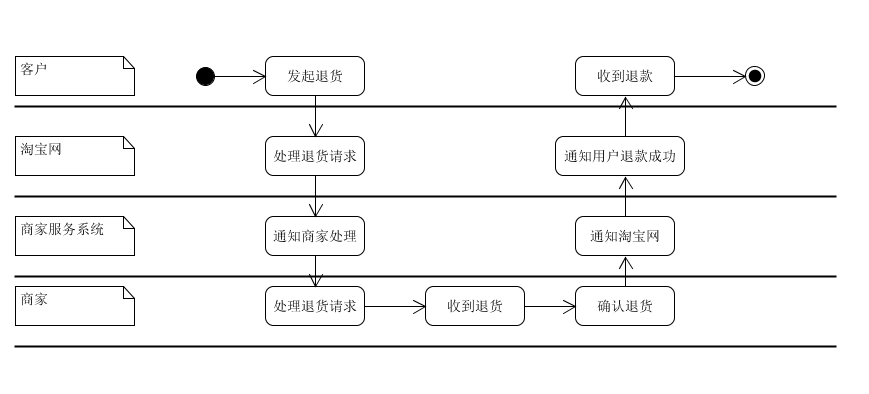 客户
发起退货
收到退款
淘宝网
处理退货请求
通知用户退款成功
商家服务系统
通知商家处理
通知淘宝网
商家
处理退货请求
收到退货
确认退货